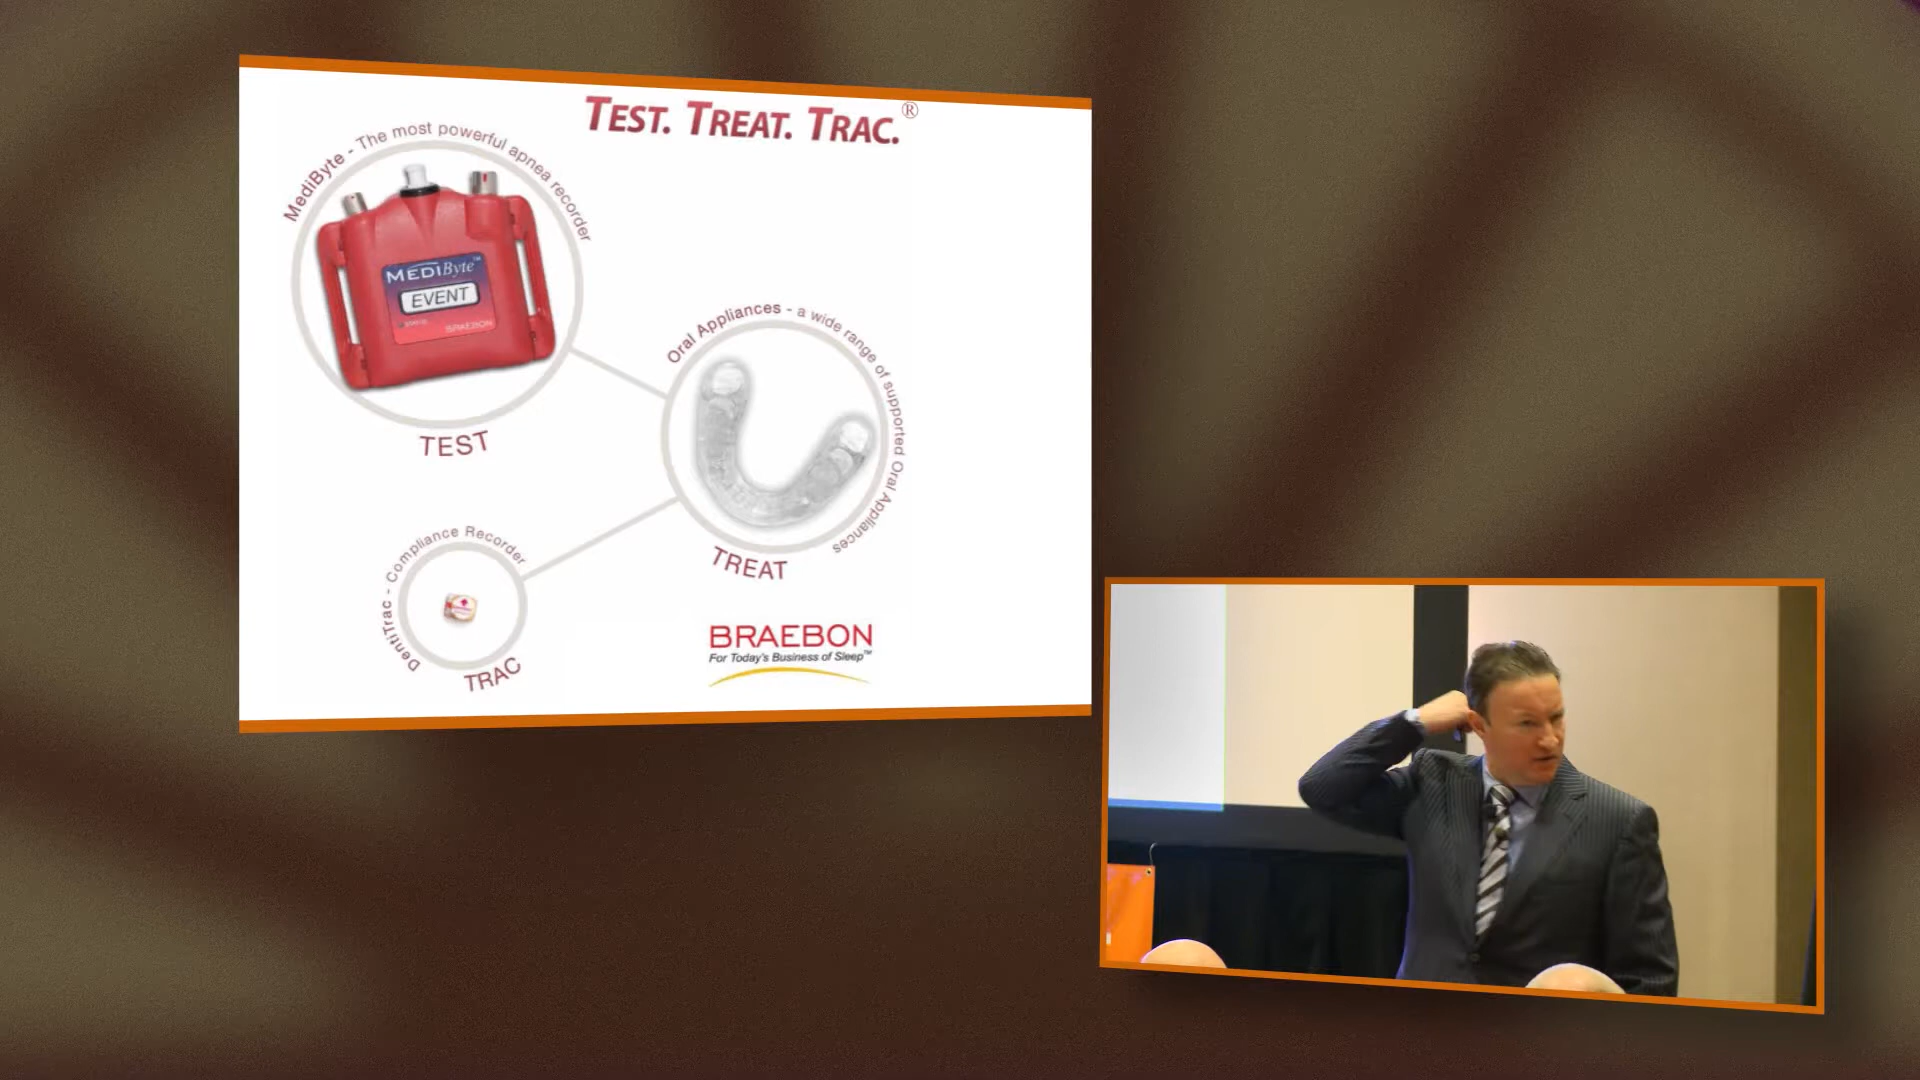 TEST. TREAT. TRAC.®
MediByte - The most powerful apnea recorder
MEDIByte™
EVENT
BRAEBON
TEST
Oral Appliances - a wide range of supported Oral Appliances
TREAT
DentiTrac - Compliance Recorder
TRAC
BRAEBON
For Today's Business of Sleep™